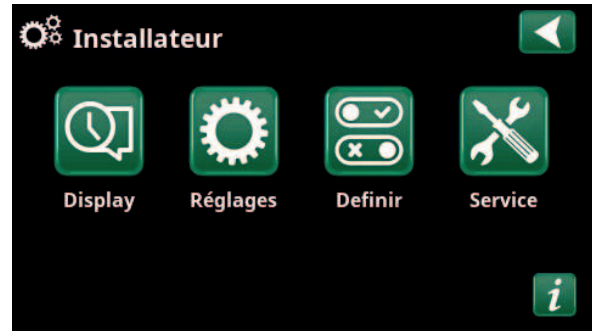 Installateur
Display
Réglages
Definir
Service
i